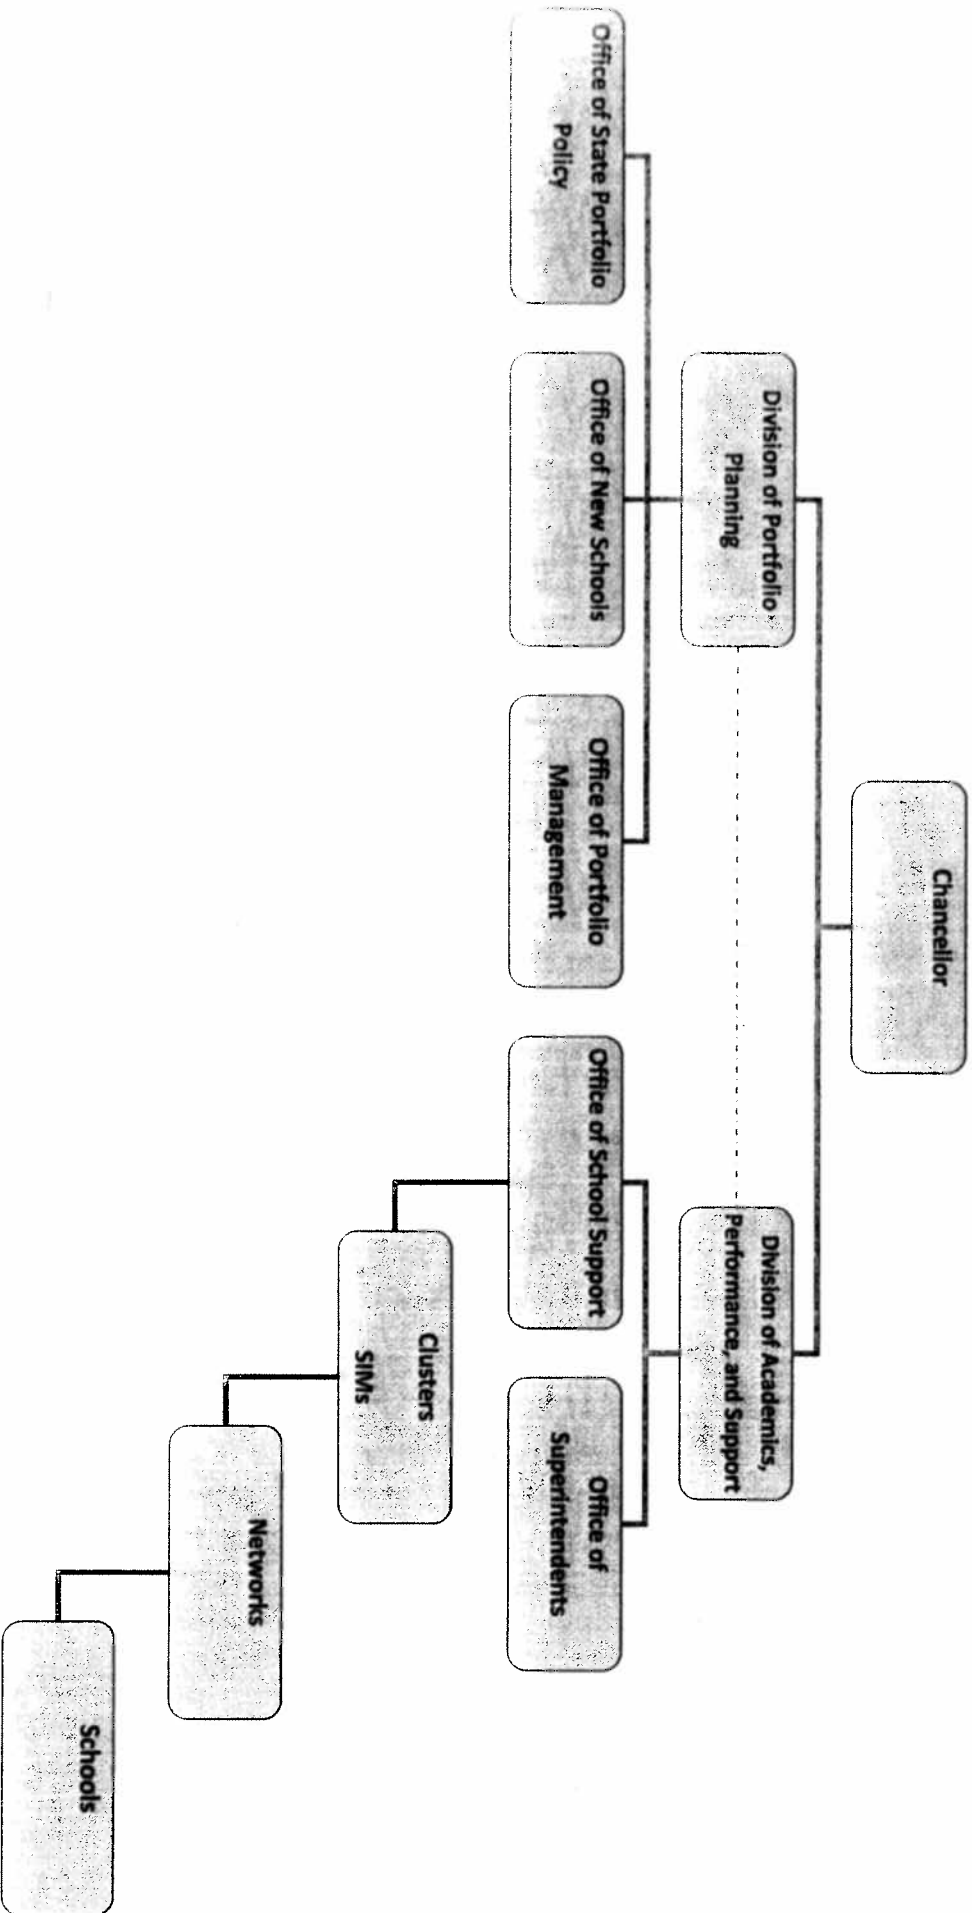 Chancellor
Division of Portfolio
Planning
Division of Academics,
Performance, and Support
Office of State Portfolio
Policy
Office of New Schools
Office of Portfolio
Management
Office of School Support
Office of
Superintendents
Clusters
SIMs
Networks
Schools